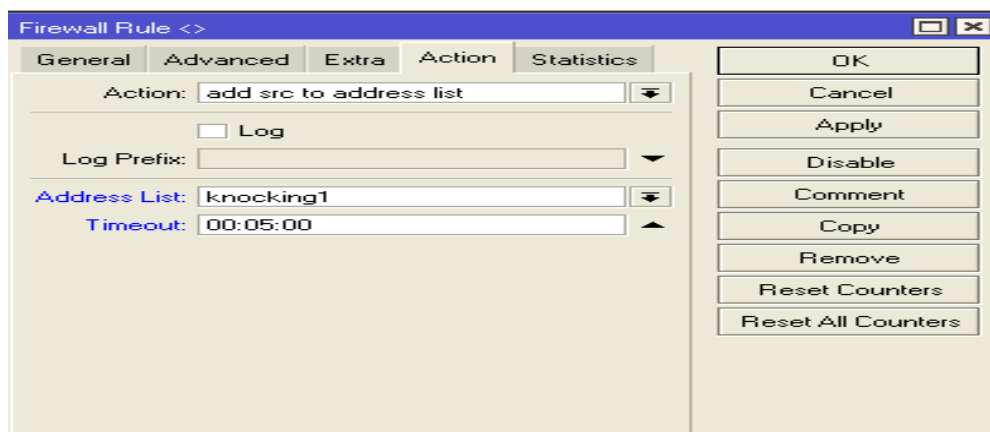 Firewall Rule <>
General Advanced Extra Action Statistics
Action: add src to address list
Log
Log Prefix:
Address List: knocking1
Timeout: 00:05:00
OK
Cancel
Apply
Disable
Comment
Copy
Remove
Reset Counters
Reset All Counters